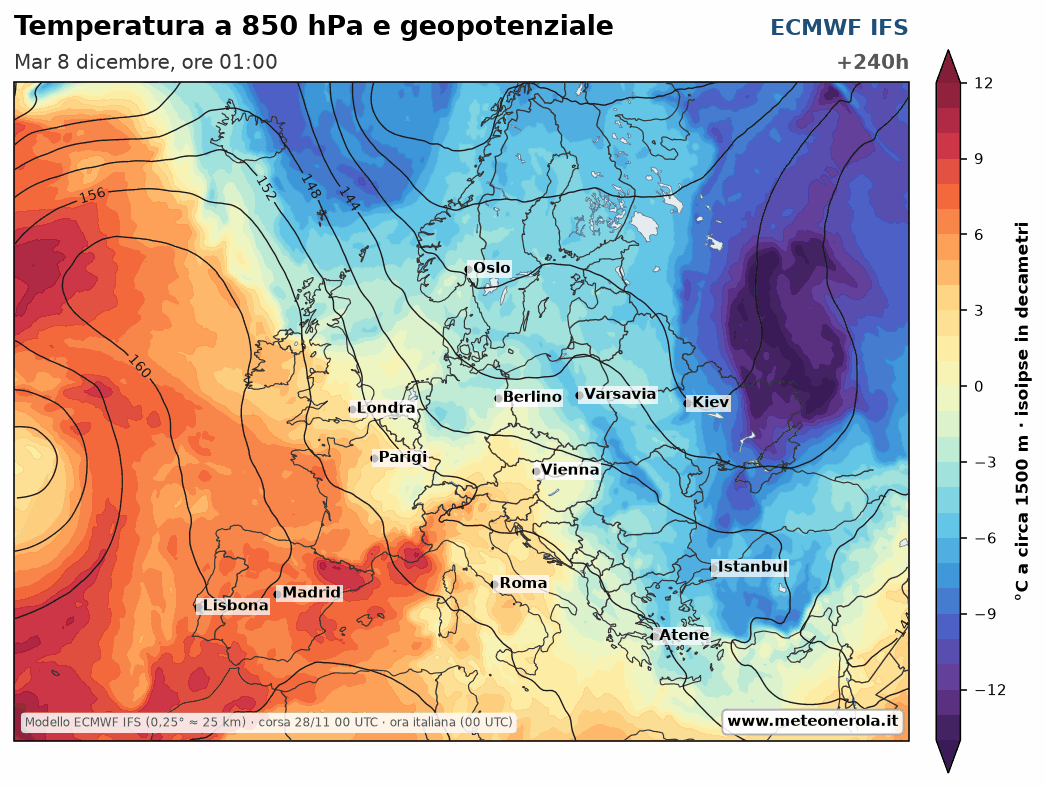 Temperatura a 850 hPa e geopotenziale
ECMWF IFS
Mar 8 dicembre, ore 01:00
+240h
156
152
148
144
160
Oslo
Berlino
Varsavia
Kiev
Londra
Parigi
Vienna
Istanbul
Roma
Madrid
Lisbona
Atene
Modello ECMWF IFS (0,25° ≈ 25 km) · corsa 28/11 00 UTC · ora italiana (00 UTC)
www.meteonerola.it
12
9
6
3
0
−3
−6
−9
−12
°C a circa 1500 m · isoipse in decametri